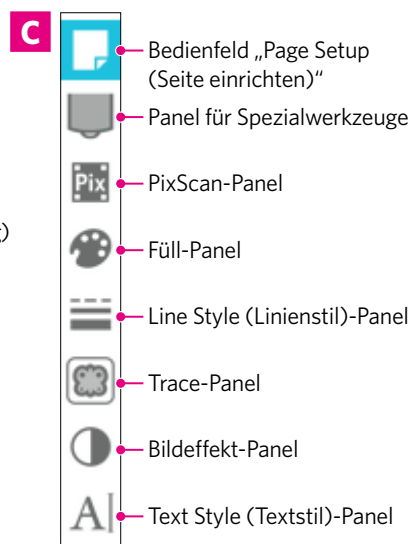 C
Bedienfeld „Page Setup
(Seite einrichten)“
Panel für Spezialwerkzeuge
Pix
PixScan-Panel
)
Füll-Panel
Line Style (Linienstil)-Panel
Trace-Panel
Bildeffekt-Panel
A
Text Style (Textstil)-Panel